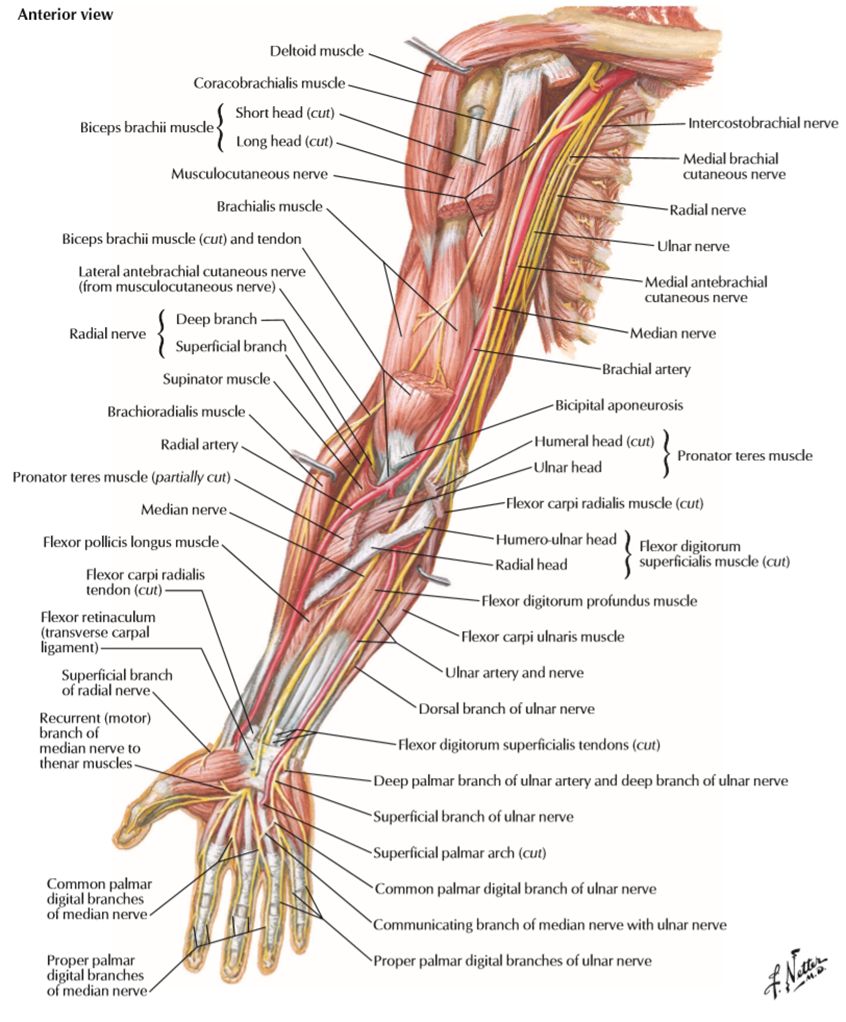 Anterior view
Deltoid muscle
Coracobrachialis muscle
Biceps brachii muscle
Short head (cut)
Long head (cut)
Musculocutaneous nerve
Brachialis muscle
Biceps brachii muscle (cut) and tendon
Lateral antebrachial cutaneous nerve
(from musculocutaneous nerve)
Radial nerve
Deep branch
Superficial branch
Supinator muscle
Brachioradialis muscle
Radial artery
Pronator teres muscle (partially cut)
Median nerve
Flexor pollicis longus muscle
Flexor carpi radialis
tendon (cut)
Flexor retinaculum
(transverse carpal
ligament)
Superficial branch
of radial nerve
Recurrent (motor)
branch of
median nerve to
thenar muscles
Common palmar
digital branches
of median nerve
Proper palmar
digital branches
of median nerve
Intercostobrachial nerve
Medial brachial
cutaneous nerve
Radial nerve
Ulnar nerve
Medial antebrachial
cutaneous nerve
Median nerve
Brachial artery
Bicipital aponeurosis
Humeral head (cut)
Ulnar head
Pronator teres muscle
Flexor carpi radialis muscle (cut)
Humero-ulnar head
Radial head
Flexor digitorum
superficialis muscle (cut)
Flexor digitorum profundus muscle
Flexor carpi ulnaris muscle
Ulnar artery and nerve
Dorsal branch of ulnar nerve
Flexor digitorum superficialis tendons (cut)
Deep palmar branch of ulnar artery and deep branch of ulnar nerve
Superficial branch of ulnar nerve
Superficial palmar arch (cut)
Common palmar digital branch of ulnar nerve
Communicating branch of median nerve with ulnar nerve
Proper palmar digital branches of ulnar nerve
F. Netter
M.D.